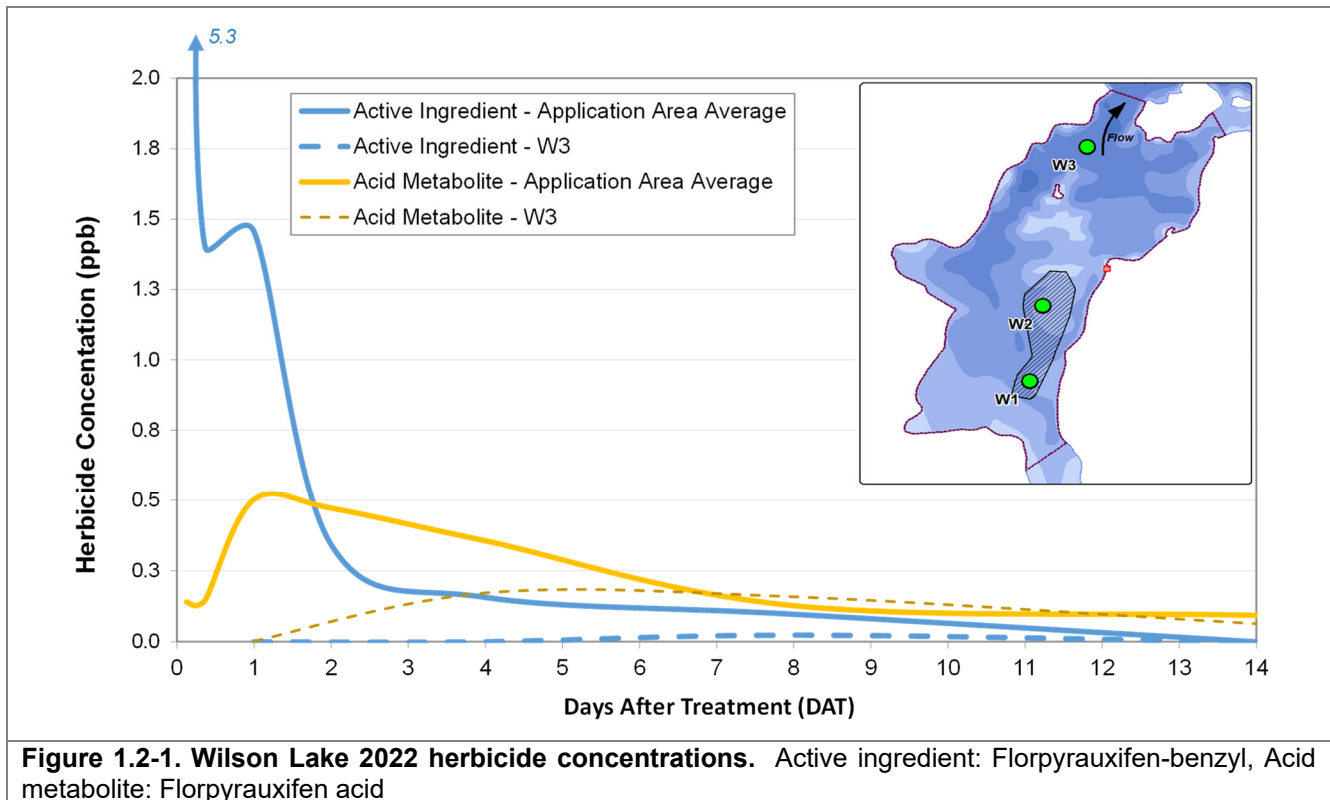 5.3
2.0
1.8
1.5
1.3
1.0
0.8
0.5
0.3
0.0
Herbicide Concentration (ppb)
Active Ingredient - Application Area Average
Active Ingredient - W3
Acid Metabolite - Application Area Average
Acid Metabolite - W3
Flow
W3
W2
W1
0 1 2 3 4 5 6 7 8 9 10 11 12 13 14
Days After Treatment (DAT)
Figure 1.2-1. Wilson Lake 2022 herbicide concentrations. Active ingredient: Florpyrauxifen-benzyl, Acid
metabolite: Florpyrauxifen acid